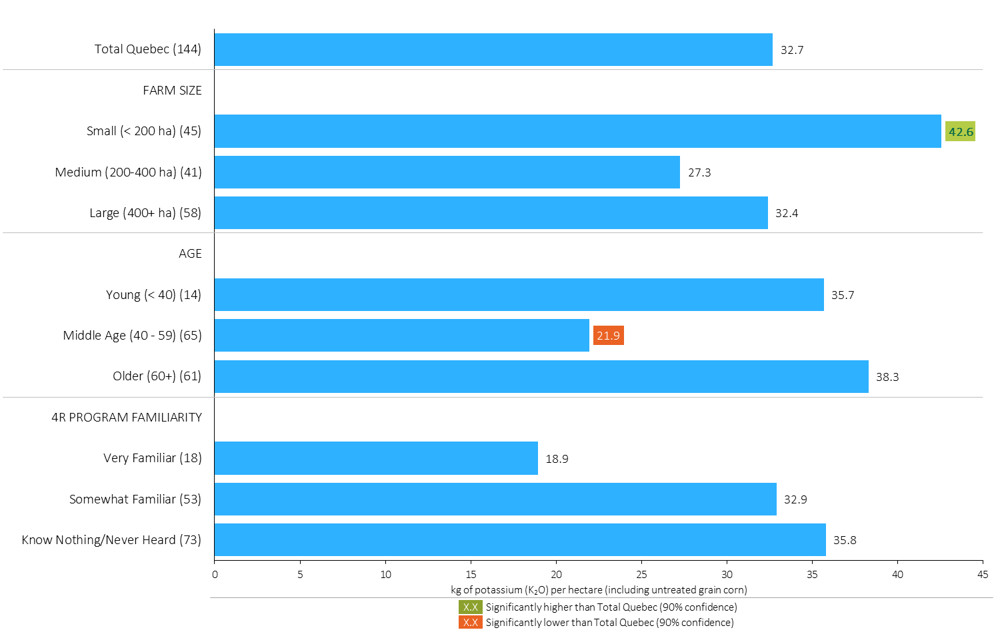 Total Quebec (144) 32.7
FARM SIZE
Small (< 200 ha) (45) 42.6
Medium (200-400 ha) (41) 27.3
Large (400+ ha) (58) 32.4
AGE
Young (< 40) (14) 35.7
Middle Age (40 - 59) (65) 21.9
Older (60+) (61) 38.3
4R PROGRAM FAMILIARITY
Very Familiar (18) 18.9
Somewhat Familiar (53) 32.9
Know Nothing/Never Heard (73) 35.8
0 5 10 15 20 25 30 35 40 45
kg of potassium (K₂O) per hectare (including untreated grain corn)
X.X Significantly higher than Total Quebec (90% confidence)
X.X Significantly lower than Total Quebec (90% confidence)